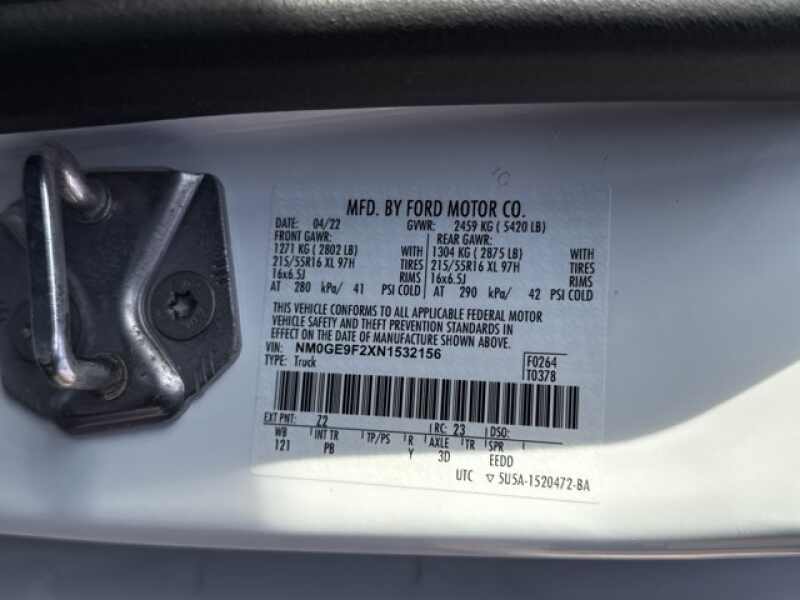 MFD. BY FORD MOTOR CO.
DATE: 04/22 GVWR: 2459 KG ( 5420 LB)
FRONT GAWR: REAR GAWR:
1271 KG ( 2802 LB) WITH 1304 KG ( 2875 LB) WITH
215/55R16 XL 97H TIRES 215/55R16 XL 97H TIRES
16x6.5J RIMS 16x6.5J RIMS
AT 280 kPa/ 41 PSI COLD AT 290 kPa/ 42 PSI COLD
THIS VEHICLE CONFORMS TO ALL APPLICABLE FEDERAL MOTOR
VEHICLE SAFETY AND THEFT PREVENTION STANDARDS IN
EFFECT ON THE DATE OF MANUFACTURE SHOWN ABOVE.
VIN: NM0GE9F2XN1532156 F0264
TYPE: Truck T0378
EXT PNT: Z2 RC: 23 DSO:
WB INT TR TP/PS R AXLE TR SPR
121 PB Y 3D EEDD
UTC ▽ 5U5A-1520472-BA